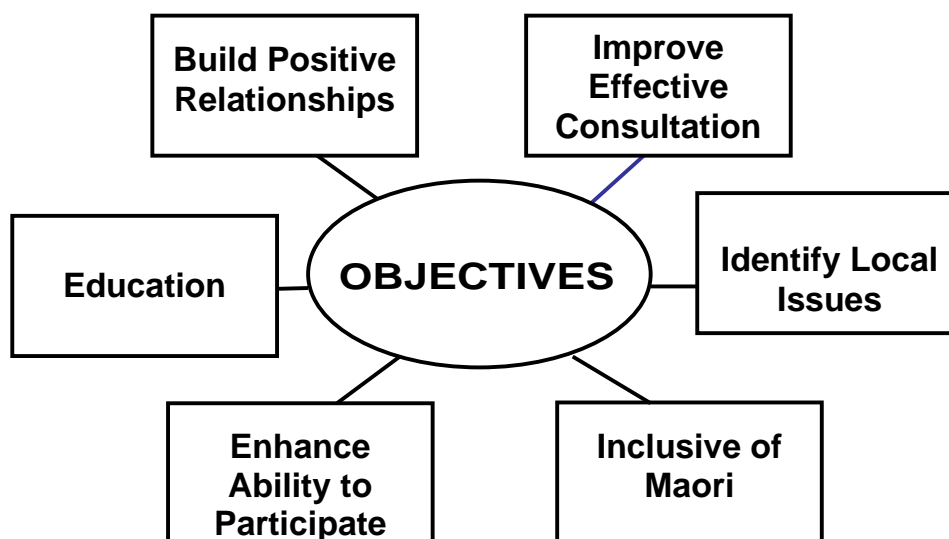 Build Positive
Relationships
Improve
Effective
Consultation
Education
OBJECTIVES
Identify Local
Issues
Enhance
Ability to
Participate
Inclusive of
Maori